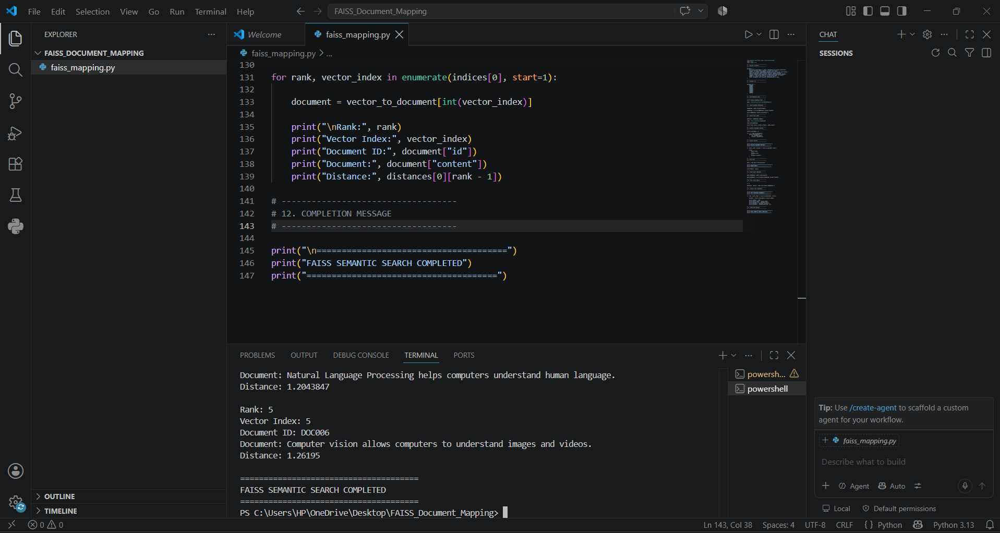 File Edit Selection View Go Run Terminal Help
FAISS_Document_Mapping
EXPLORER
FAISS_DOCUMENT_MAPPING
faiss_mapping.py
OUTLINE
TIMELINE
Welcome
faiss_mapping.py
faiss_mapping.py > ...
130
131 for rank, vector_index in enumerate(indices[0], start=1):
132
133 document = vector_to_document[int(vector_index)]
134
135 print("\nRank:", rank)
136 print("Vector Index:", vector_index)
137 print("Document ID:", document["id"])
138 print("Document:", document["content"])
139 print("Distance:", distances[0][rank - 1])
140
141 # -----------------------------------
142 # 12. COMPLETION MESSAGE
143 # -----------------------------------
144
145 print("\n======================================")
146 print("FAISS SEMANTIC SEARCH COMPLETED")
147 print("======================================")
PROBLEMS OUTPUT DEBUG CONSOLE TERMINAL PORTS
Document: Natural Language Processing helps computers understand human language.
Distance: 1.2043847
Rank: 5
Vector Index: 5
Document ID: DOC006
Document: Computer vision allows computers to understand images and videos.
Distance: 1.26195
======================================
FAISS SEMANTIC SEARCH COMPLETED
======================================
PS C:\Users\HP\OneDrive\Desktop\FAISS_Document_Mapping>
powersh...
powershell
CHAT
SESSIONS
Tip: Use /create-agent to scaffold a custom
agent for your workflow.
faiss_mapping.py
Describe what to build
Agent Auto
Local Default permissions
0 0
Ln 143, Col 38 Spaces: 4 UTF-8 CRLF { } Python Python 3.13